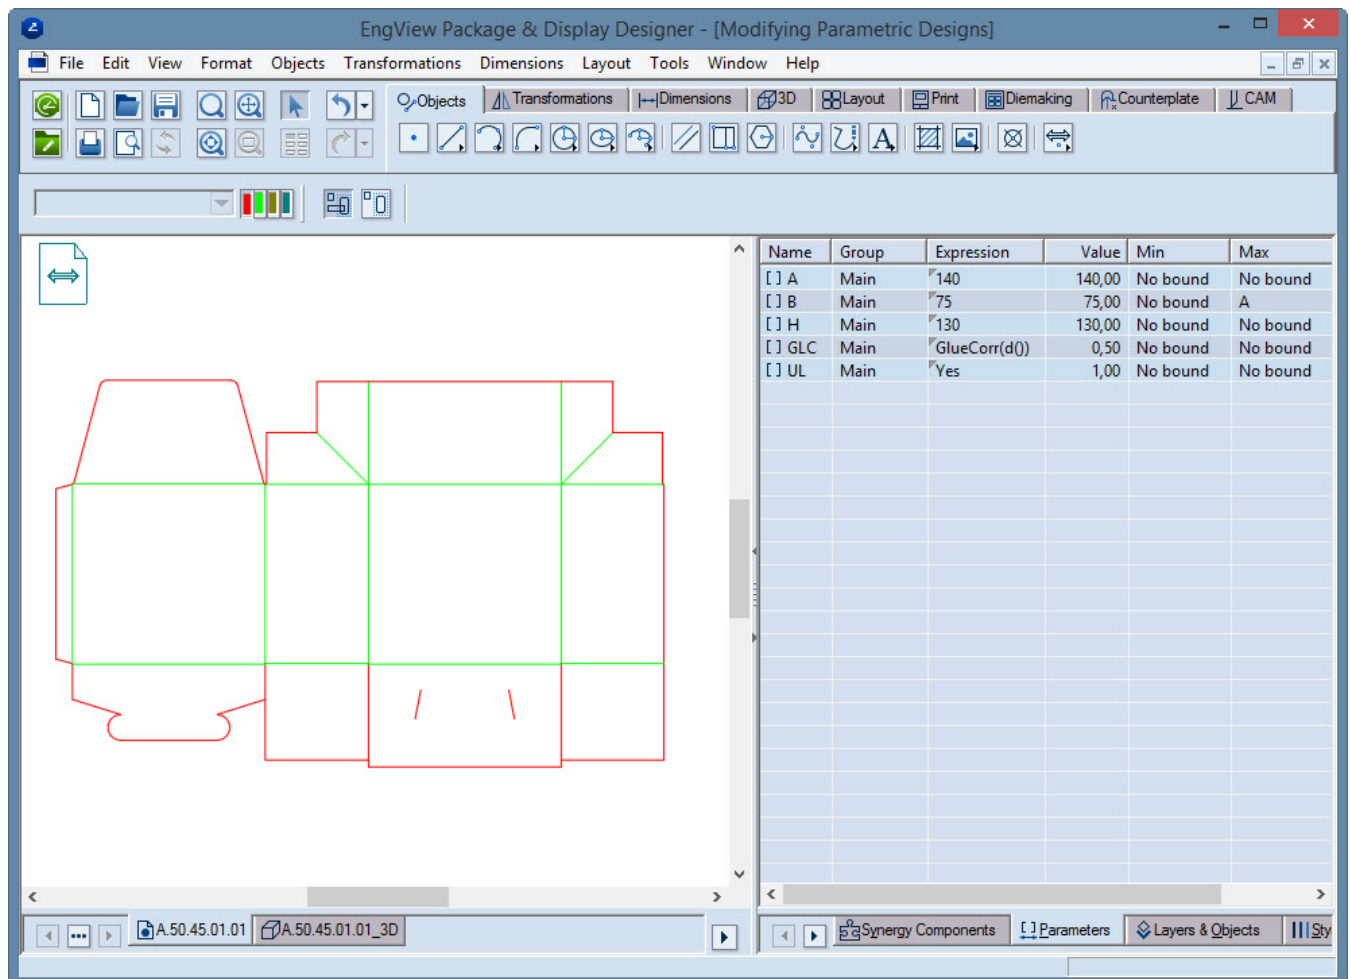 EngView Package & Display Designer - [Modifying Parametric Designs]
File Edit View Format Objects Transformations Dimensions Layout Tools Window Help
Objects Transformations Dimensions 3D Layout Print Diemaking Counterplate CAM
Name Group Expression Value Min Max
[ ] A Main 140 140,00 No bound No bound
[ ] B Main 75 75,00 No bound A
[ ] H Main 130 130,00 No bound No bound
[ ] GLC Main GlueCorr(d()) 0,50 No bound No bound
[ ] UL Main Yes 1,00 No bound No bound
A.50.45.01.01 A.50.45.01.01_3D
Synergy Components Parameters Layers & Objects Sty